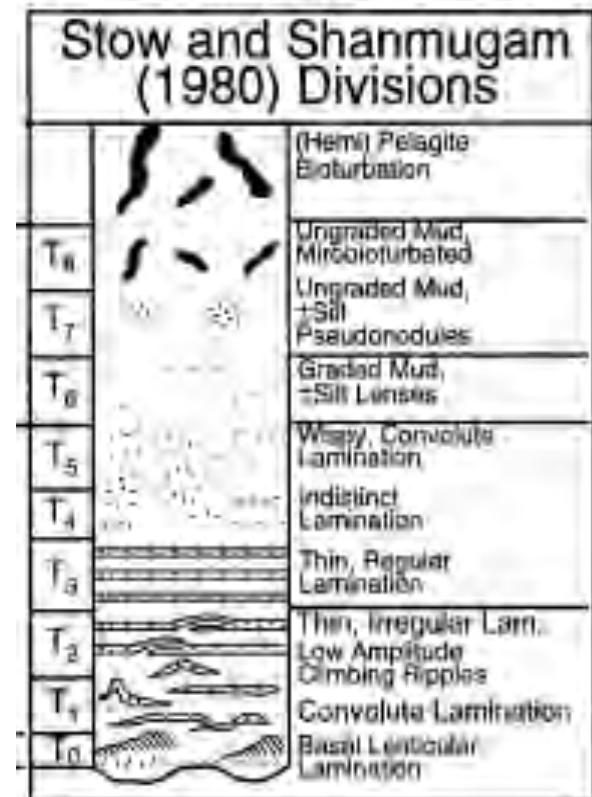 Stow and Shanmugam
(1980) Divisions
(Hemi) Pelagite
Bioturbation
T8
Ungraded Mud,
Microbioturbated
T7
Ungraded Mud,
±Silt
Pseudonodules
T6
Graded Mud,
±Silt Lenses
T5
Wispy, Convolute
Lamination
T4
Indistinct
Lamination
T3
Thin, Regular
Lamination
T2
Thin, Irregular Lam.
Low Amplitude
Climbing Ripples
T1
Convolute Lamination
T0
Basal Lenticular
Lamination